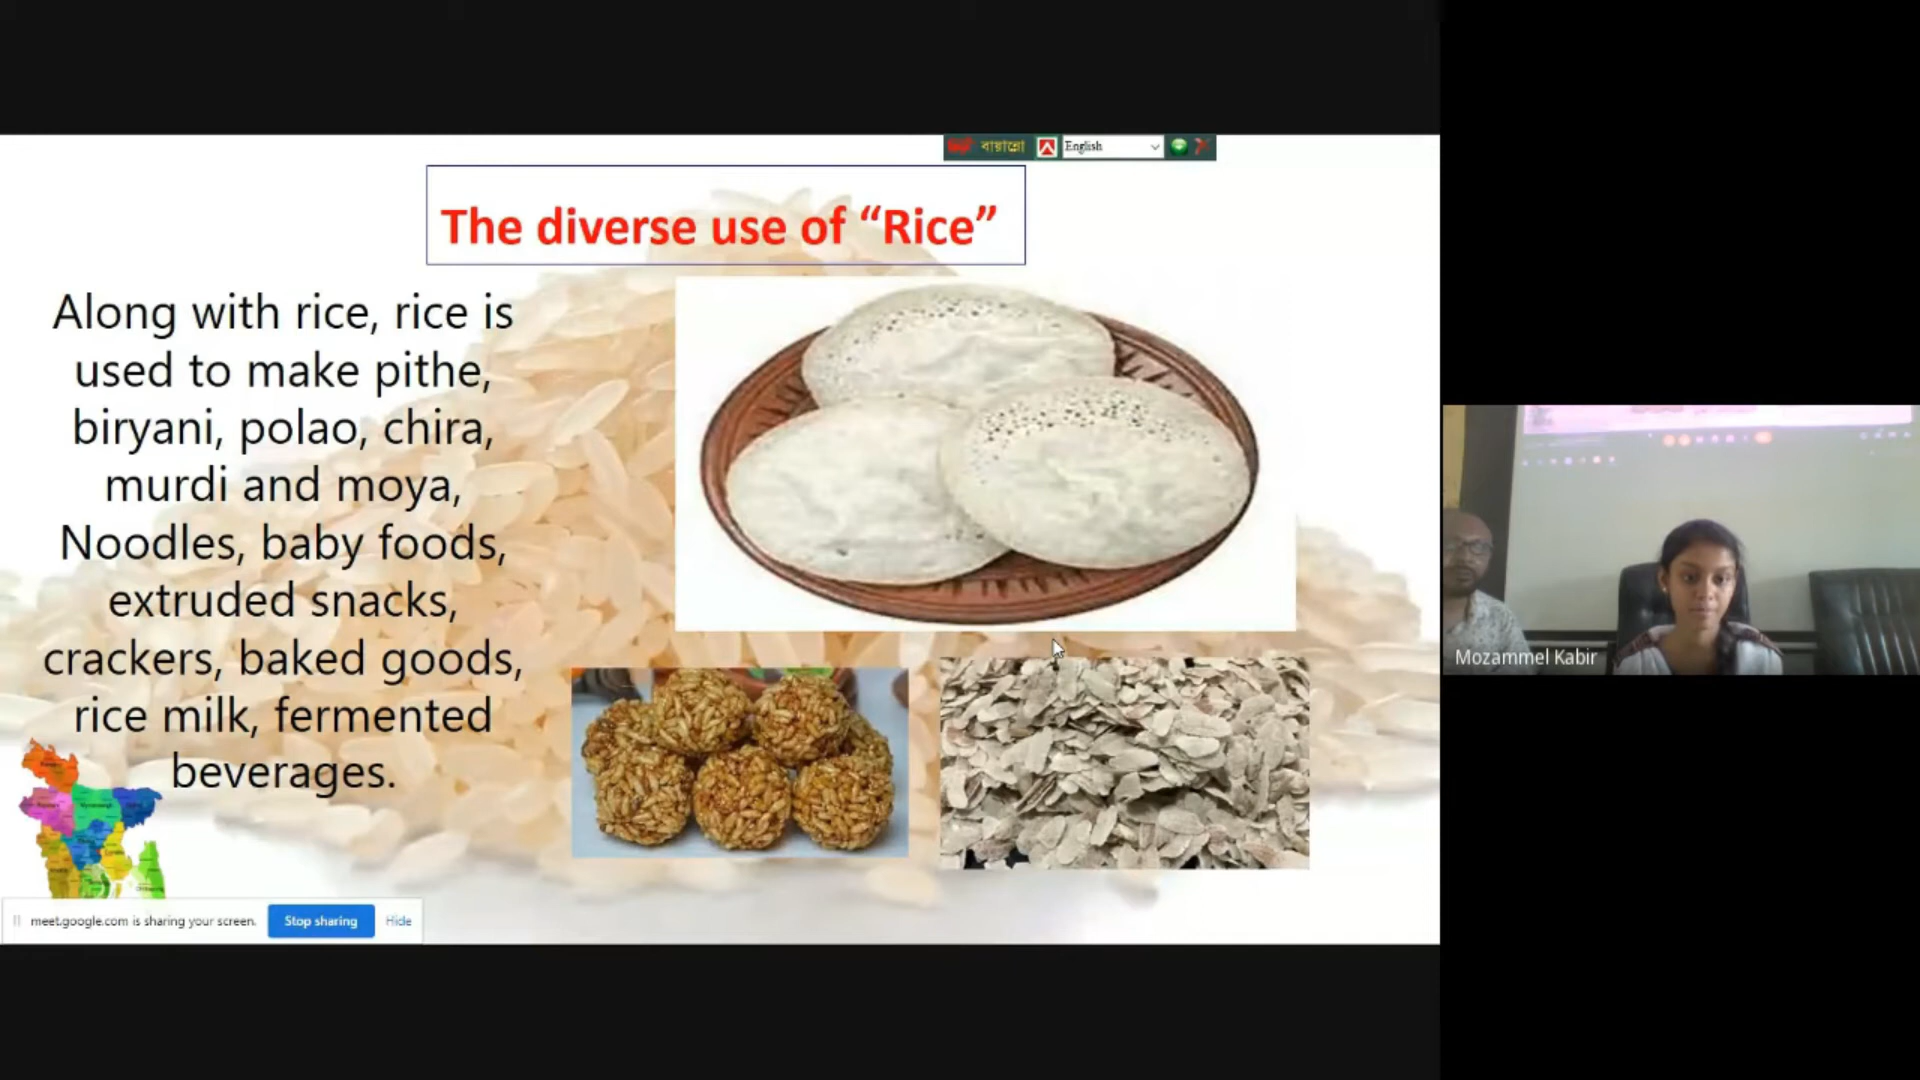 বায়ান্নো English
The diverse use of “Rice”
Along with rice, rice is
used to make pithe,
biryani, polao, chira,
murdi and moya,
Noodles, baby foods,
extruded snacks,
crackers, baked goods,
rice milk, fermented
beverages.
Mozammel Kabir
meet.google.com is sharing your screen. Stop sharing Hide